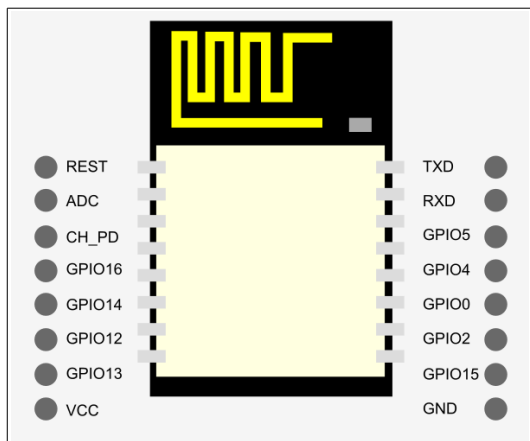 REST
ADC
CH_PD
GPIO16
GPIO14
GPIO12
GPIO13
VCC
TXD
RXD
GPIO5
GPIO4
GPIO0
GPIO2
GPIO15
GND